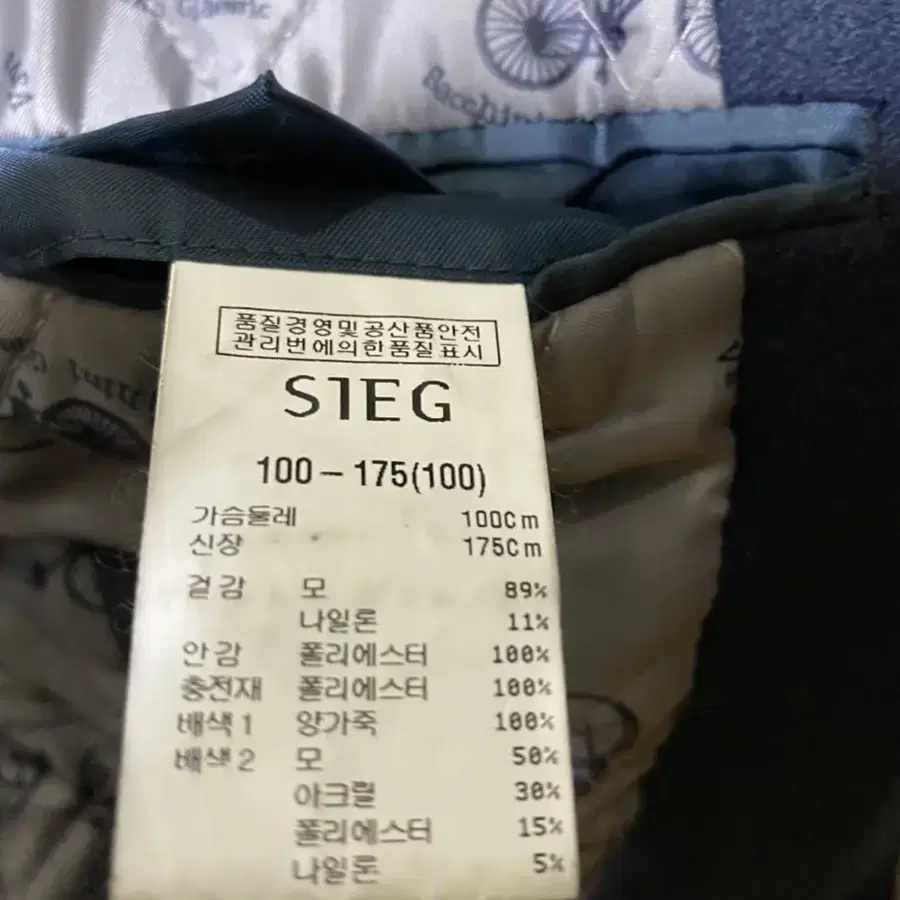 품질경영및공산품안전
관리법에의한품질표시
SIEG
100 - 175(100)
가슴둘레 100Cm
신장 175Cm
겉감 모 89%
나일론 11%
안감 폴리에스터 100%
충전재 폴리에스터 100%
배색1 양가죽 100%
배색2 모 50%
아크릴 30%
폴리에스터 15%
나일론 5%